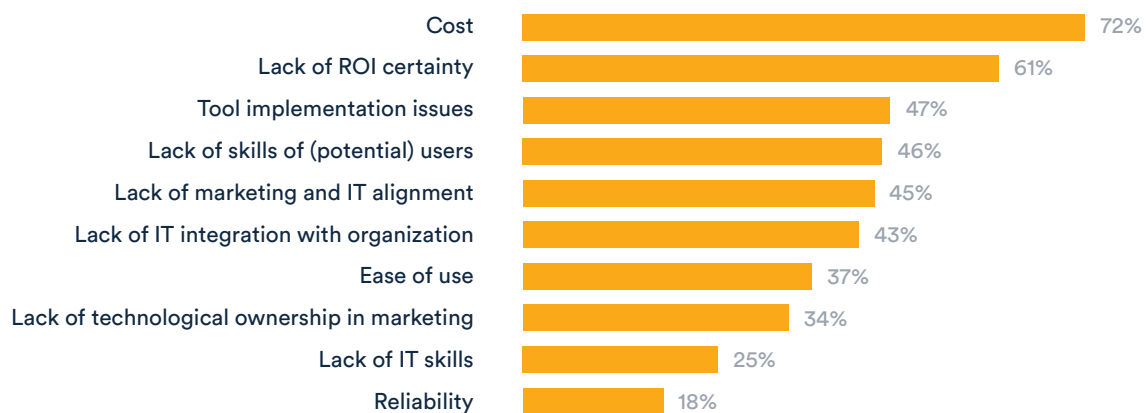 Cost 72%
Lack of ROI certainty 61%
Tool implementation issues 47%
Lack of skills of (potential) users 46%
Lack of marketing and IT alignment 45%
Lack of IT integration with organization 43%
Ease of use 37%
Lack of technological ownership in marketing 34%
Lack of IT skills 25%
Reliability 18%